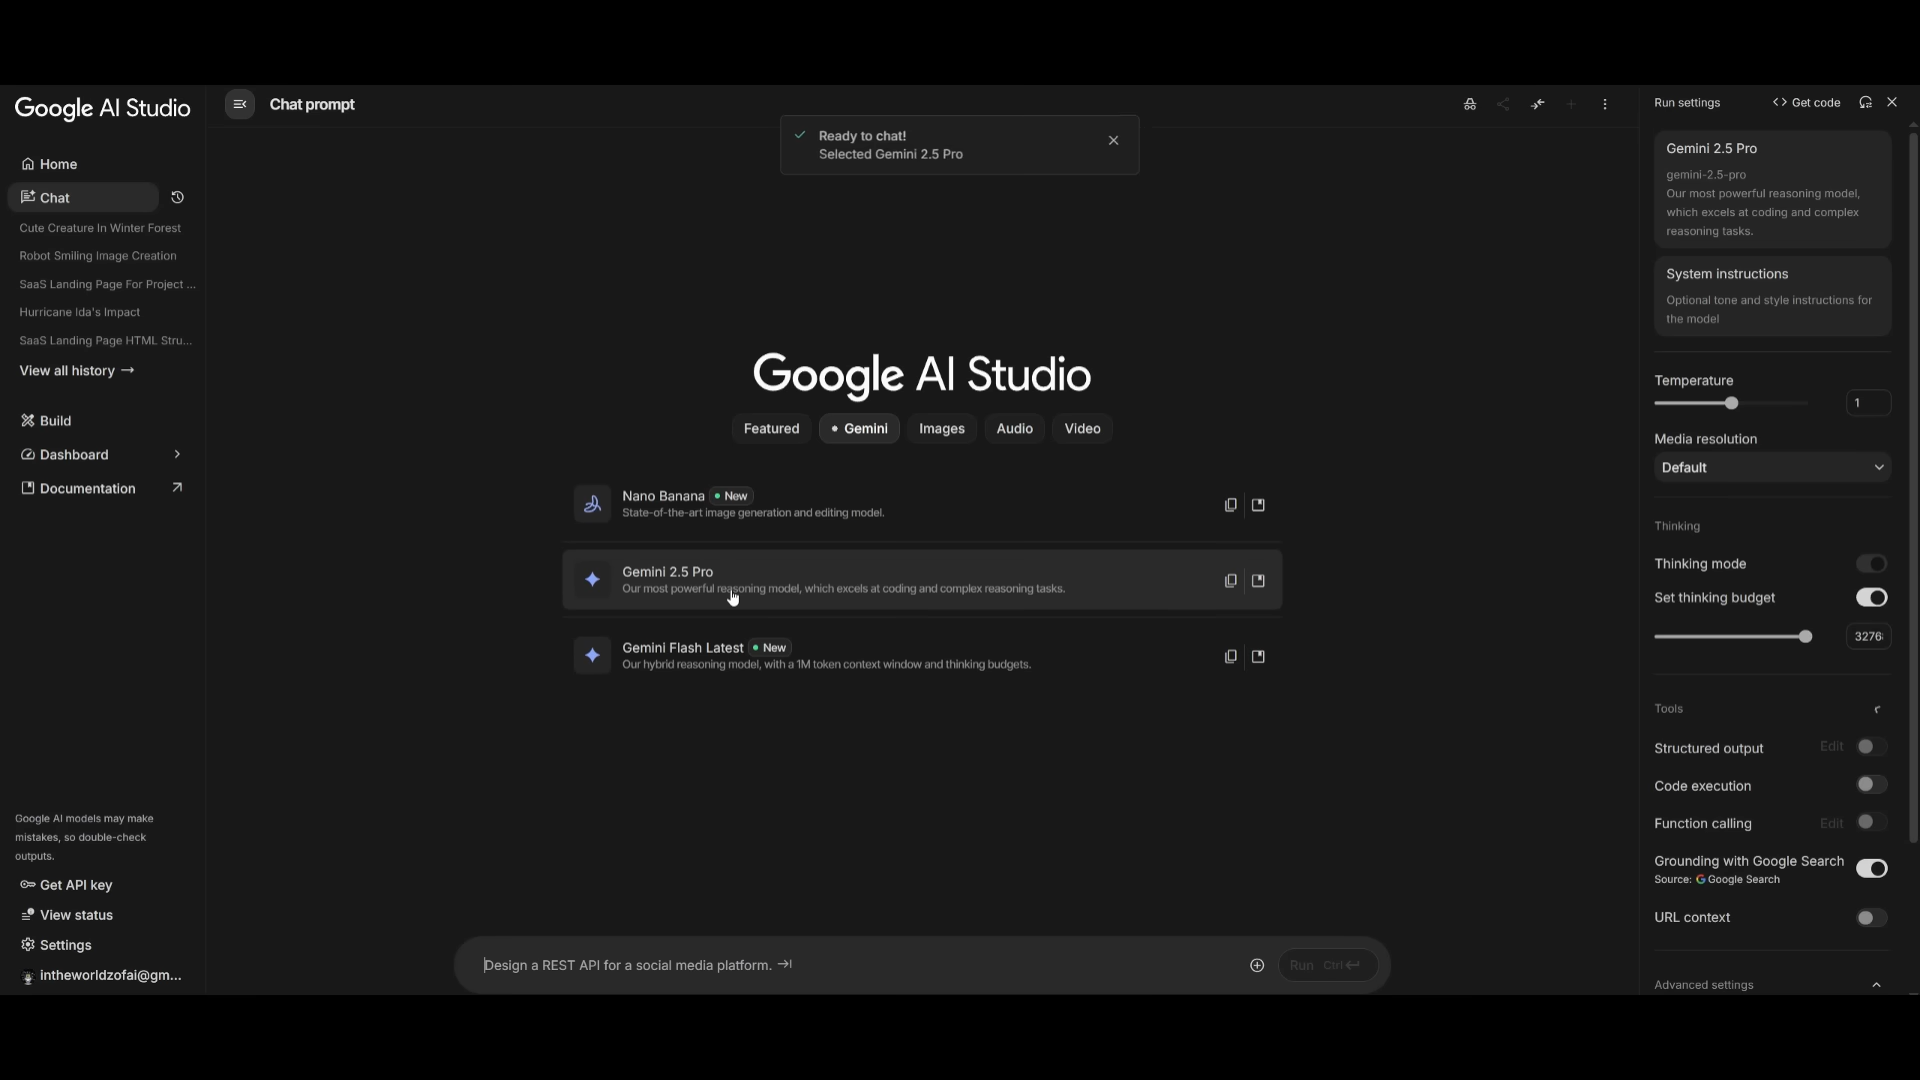 Google AI Studio
Home
Chat
Cute Creature In Winter Forest
Robot Smiling Image Creation
SaaS Landing Page For Project ...
Hurricane Ida's Impact
SaaS Landing Page HTML Stru...
View all history →
Build
Dashboard
Documentation
Google AI models may make
mistakes, so double-check
outputs.
Get API key
View status
Settings
intheworldzofai@gm...
Chat prompt
Ready to chat!
Selected Gemini 2.5 Pro
Google AI Studio
Featured
Gemini
Images
Audio
Video
Nano Banana New
State-of-the-art image generation and editing model.
Gemini 2.5 Pro
Our most powerful reasoning model, which excels at coding and complex reasoning tasks.
Gemini Flash Latest New
Our hybrid reasoning model, with a 1M token context window and thinking budgets.
Design a REST API for a social media platform.
Run Ctrl
Run settings
<> Get code
Gemini 2.5 Pro
gemini-2.5-pro
Our most powerful reasoning model,
which excels at coding and complex
reasoning tasks.
System instructions
Optional tone and style instructions for
the model
Temperature
1
Media resolution
Default
Thinking
Thinking mode
Set thinking budget
3276
Tools
Structured output Edit
Code execution
Function calling Edit
Grounding with Google Search
Source: Google Search
URL context
Advanced settings